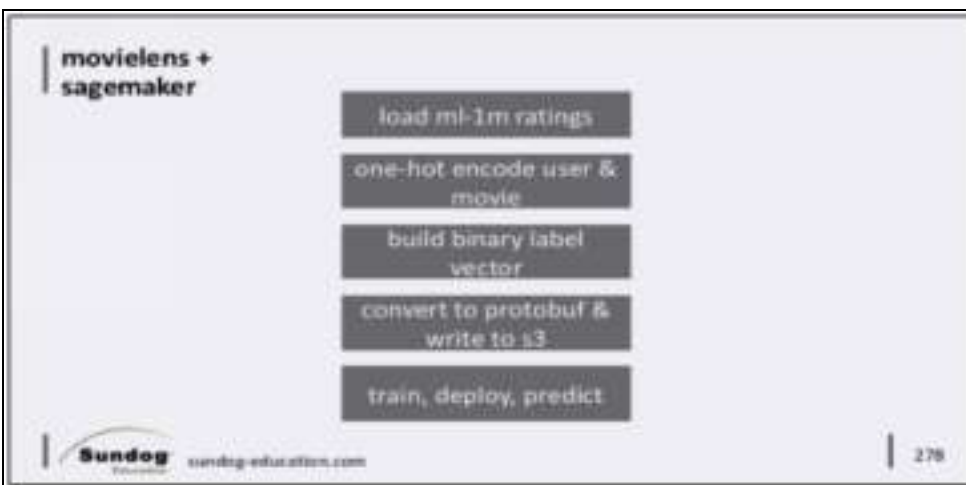 movielens +
sagemaker
load ml-1m ratings
one-hot encode user &
movie
build binary label
vector
convert to protobuf &
write to s3
train, deploy, predict
Sundog
Education
sundog-education.com
278